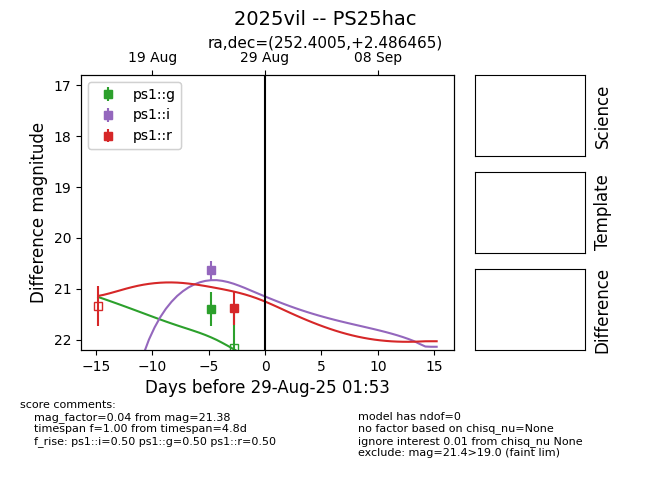 2025vil -- PS25hac
ra,dec=(252.4005,+2.486465)
19 Aug
29 Aug
08 Sep
ps1::g
ps1::i
ps1::r
17
18
19
20
21
22
Difference magnitude
−15
−10
−5
0
5
10
15
Days before 29-Aug-25 01:53
Science
Template
Difference
score comments:
mag_factor=0.04 from mag=21.38
timespan f=1.00 from timespan=4.8d
f_rise: ps1::i=0.50 ps1::g=0.50 ps1::r=0.50
model has ndof=0
no factor based on chisq_nu=None
ignore interest 0.01 from chisq_nu None
exclude: mag=21.4>19.0 (faint lim)